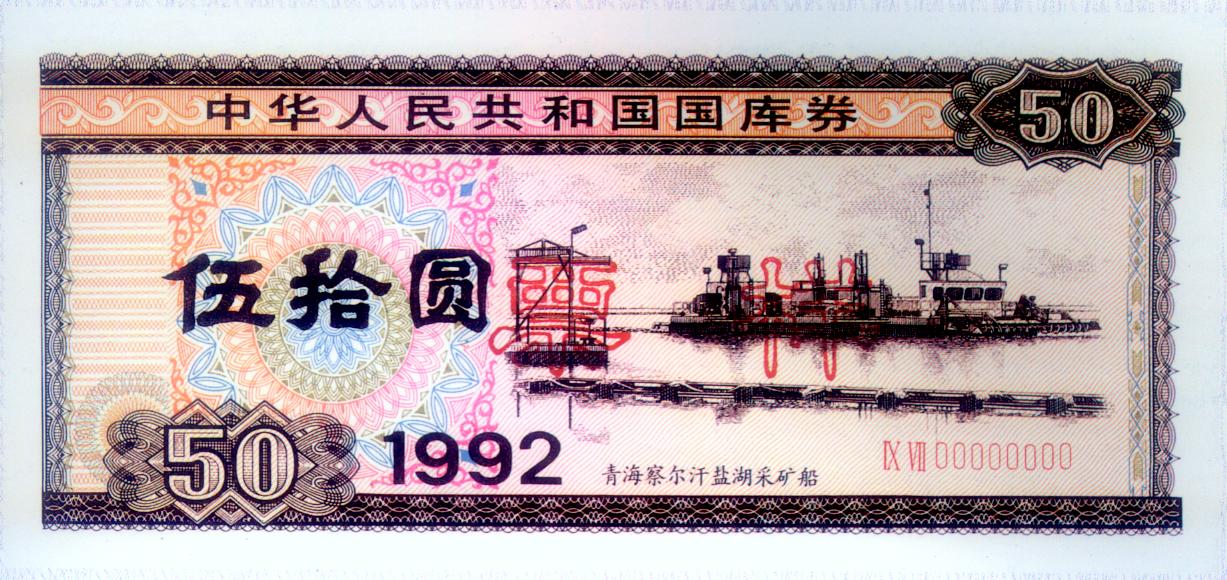 中华人民共和国国库券
50
伍拾圆
票样
50
1992
青海察尔汗盐湖采矿船
IX VII 00000000